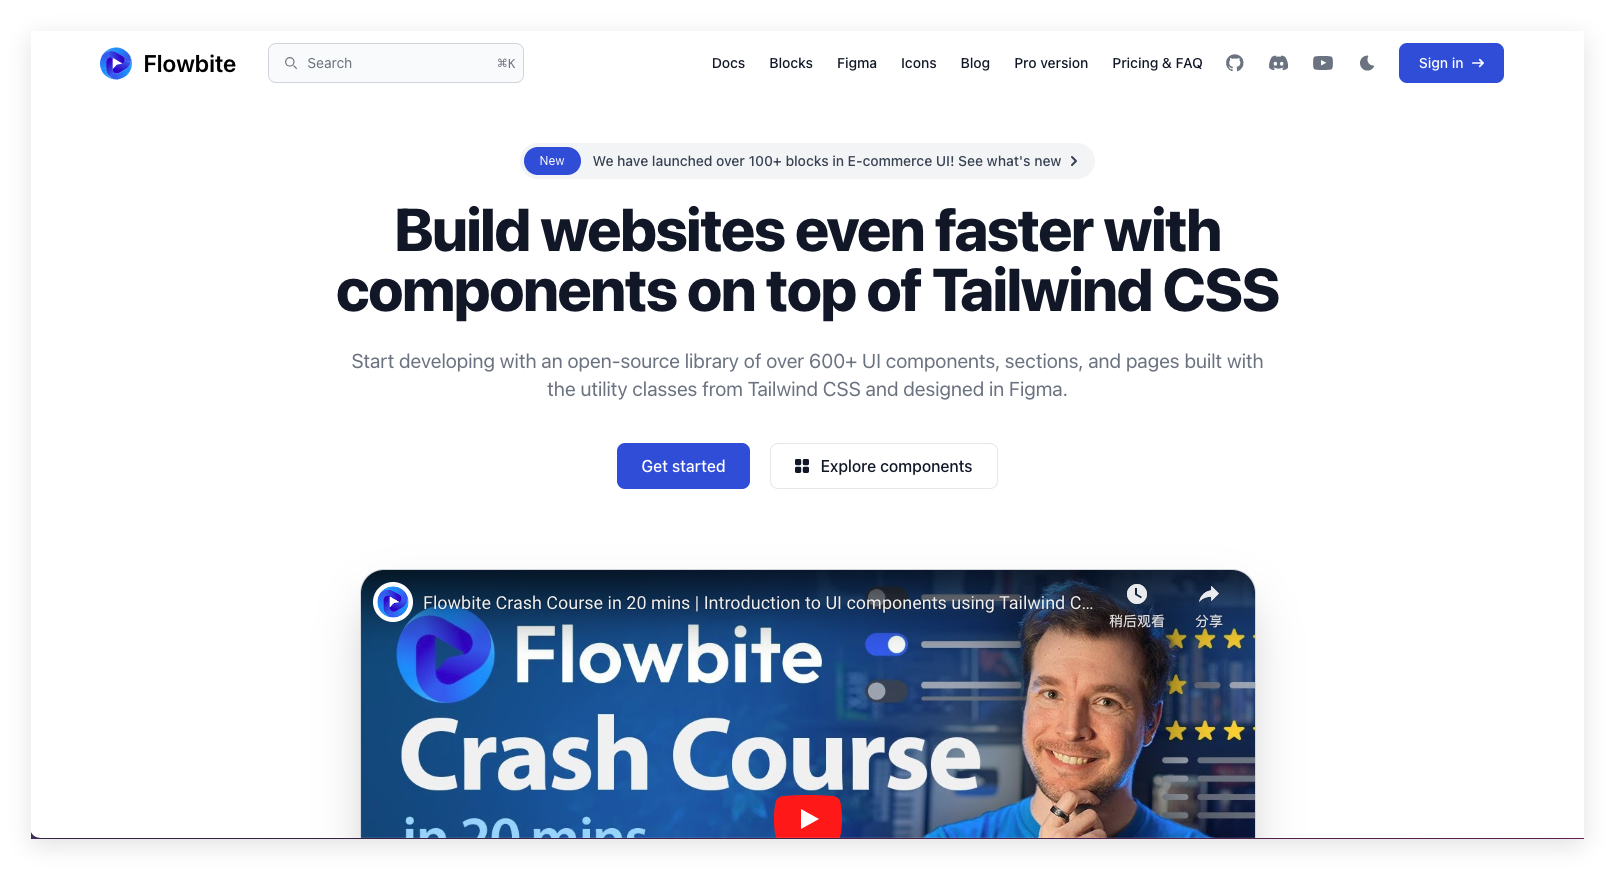 Flowbite
Search
⌘K
Docs
Blocks
Figma
Icons
Blog
Pro version
Pricing & FAQ
Sign in
New
We have launched over 100+ blocks in E-commerce UI! See what's new
Build websites even faster with
components on top of Tailwind CSS
Start developing with an open-source library of over 600+ UI components, sections, and pages built with
the utility classes from Tailwind CSS and designed in Figma.
Get started
Explore components
Flowbite Crash Course in 20 mins | Introduction to UI components using Tailwind C...
稍后观看
分享
Flowbite
Crash Course
in 20 mins